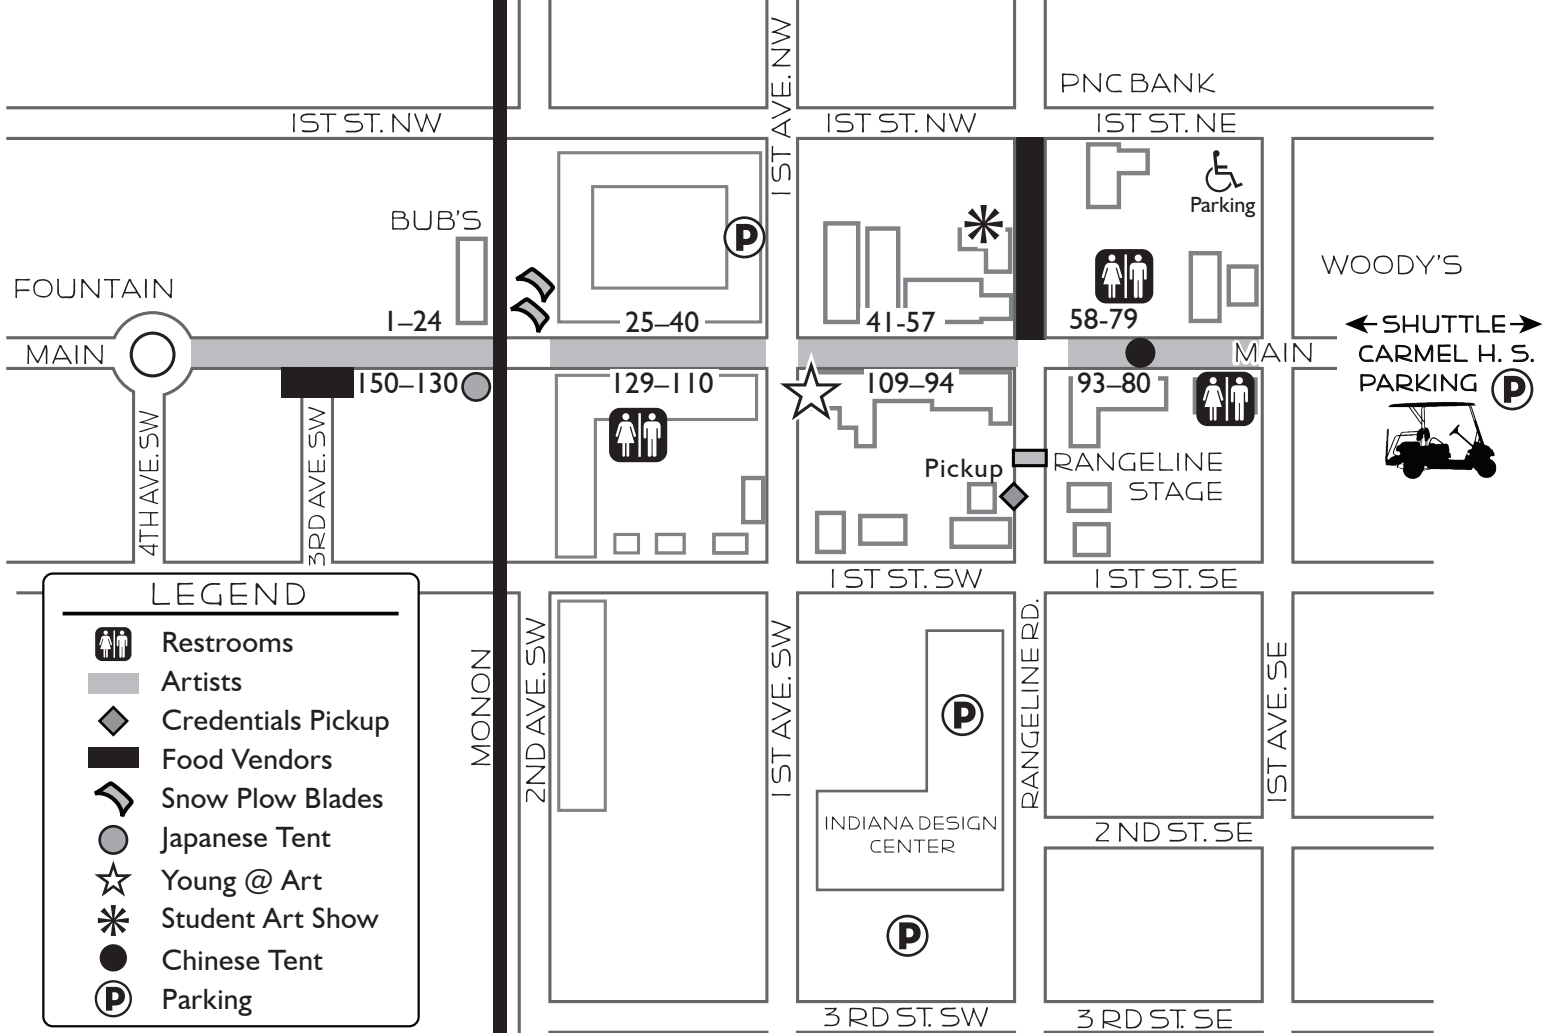 PNC BANK
1ST ST. NW
1ST AVE. NW
1ST ST. NW
1ST ST. NE
Parking
BUB'S
WOODY'S
FOUNTAIN
1–24
25–40
41-57
58-79
SHUTTLE
MAIN
MAIN
CARMEL H. S.
PARKING P
150–130
129–110
109–94
93–80
P
4TH AVE. SW
3RD AVE. SW
Pickup
RANGELINE
STAGE
1ST ST. SW
1ST ST. SE
LEGEND
Restrooms
Artists
Credentials Pickup
Food Vendors
Snow Plow Blades
Japanese Tent
Young @ Art
Student Art Show
Chinese Tent
P Parking
MONON
2ND AVE. SW
1ST AVE. SW
RANGELINE RD.
1ST AVE. SE
P
INDIANA DESIGN
CENTER
2ND ST. SE
P
3RD ST. SW
3RD ST. SE